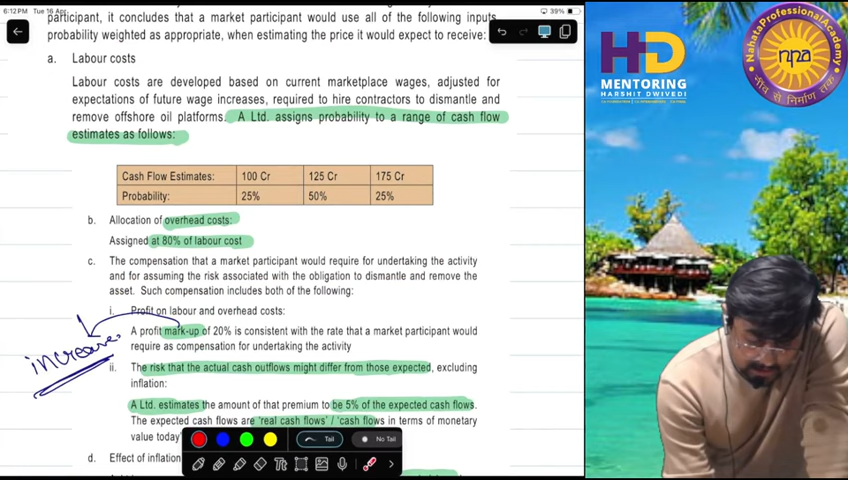 6:12PM Tue 16 Apr
39%
participant, it concludes that a market participant would use all of the following inputs,
probability weighted as appropriate, when estimating the price it would expect to receive:
a. Labour costs
Labour costs are developed based on current marketplace wages, adjusted for
expectations of future wage increases, required to hire contractors to dismantle and
remove offshore oil platforms. A Ltd. assigns probability to a range of cash flow
estimates as follows:
Cash Flow Estimates: 100 Cr 125 Cr 175 Cr
Probability: 25% 50% 25%
b. Allocation of overhead costs:
Assigned at 80% of labour cost
c. The compensation that a market participant would require for undertaking the activity
and for assuming the risk associated with the obligation to dismantle and remove the
asset. Such compensation includes both of the following:
i. Profit on labour and overhead costs:
A profit mark-up of 20% is consistent with the rate that a market participant would
require as compensation for undertaking the activity
increase
ii. The risk that the actual cash outflows might differ from those expected, excluding
inflation:
A Ltd. estimates the amount of that premium to be 5% of the expected cash flows.
The expected cash flows are 'real cash flows' / 'cash flows in terms of monetary
value today'
Tail No Tail
d. Effect of inflation
HD
MENTORING
HARSHIT DWIVEDI
Nahata Professional Academy
npa
नींव से निर्माण तक